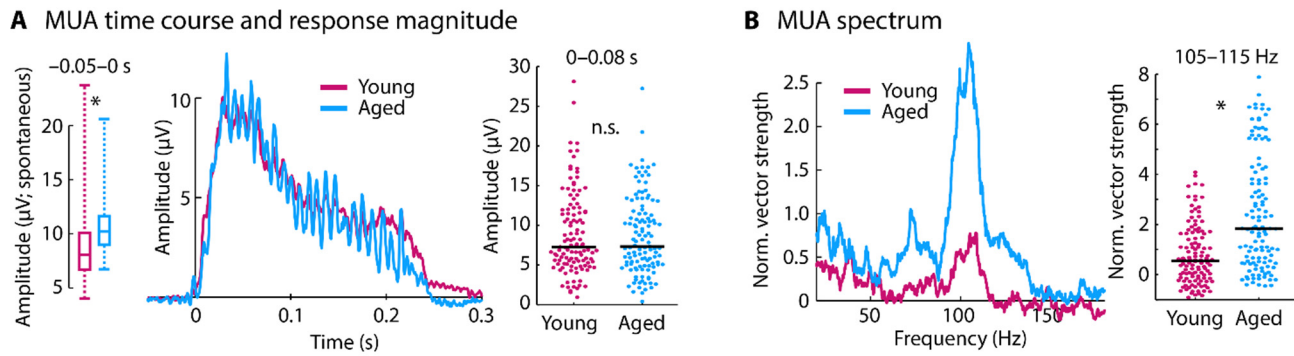 A MUA time course and response magnitude
−0.05–0 s
*
Amplitude (µV; spontaneous)
20
15
10
5
Young
Aged
Amplitude (µV)
10
5
0
0.1
0.2
0.3
Time (s)
0–0.08 s
n.s.
Amplitude (µV)
30
25
20
15
10
5
0
Young
Aged
B MUA spectrum
Young
Aged
Norm. vector strength
2.5
2.0
1.5
1.0
0.5
0
50
100
150
Frequency (Hz)
105–115 Hz
*
Norm. vector strength
8
6
4
2
0
Young
Aged